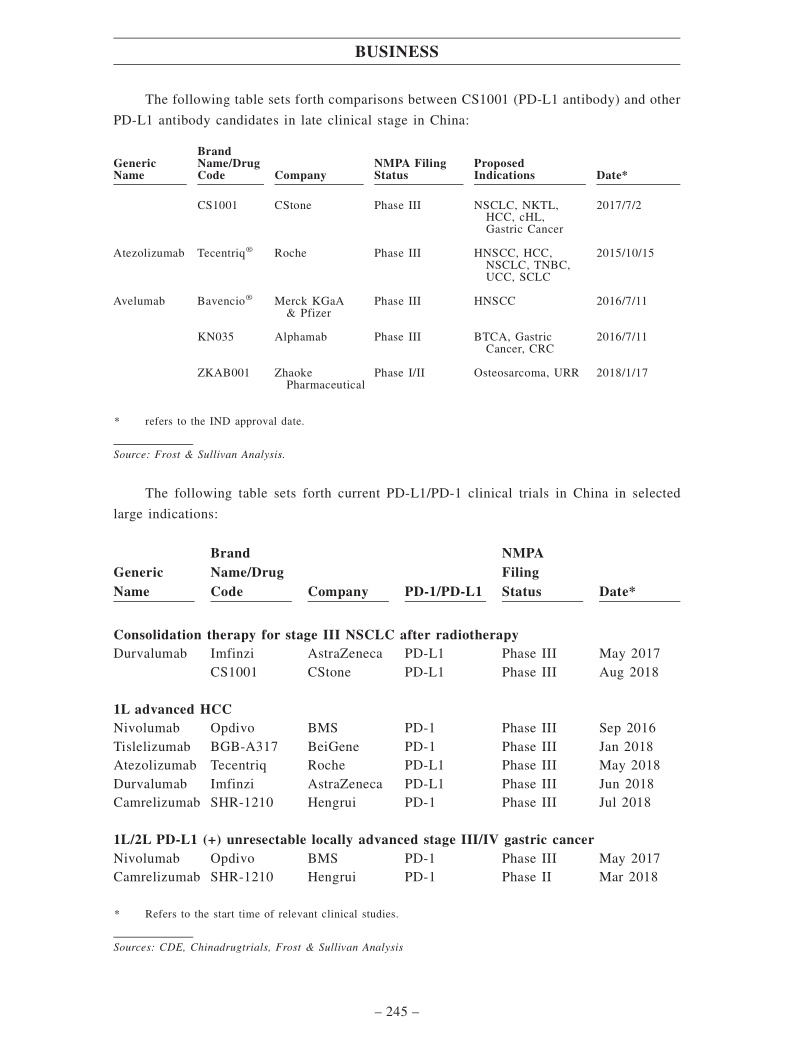 BUSINESS
The following table sets forth comparisons between CS1001 (PD-L1 antibody) and other
PD-L1 antibody candidates in late clinical stage in China:
Generic Name Brand Name/Drug Code Company NMPA Filing Status Proposed Indications Date*
CS1001 CStone Phase III NSCLC, NKTL, 2017/7/2
HCC, cHL,
Gastric Cancer
Atezolizumab Tecentriq® Roche Phase III HNSCC, HCC, 2015/10/15
NSCLC, TNBC,
UCC, SCLC
Avelumab Bavencio® Merck KGaA Phase III HNSCC 2016/7/11
& Pfizer
KN035 Alphamab Phase III BTCA, Gastric 2016/7/11
Cancer, CRC
ZKAB001 Zhaoke Phase I/II Osteosarcoma, URR 2018/1/17
Pharmaceutical
* refers to the IND approval date.
Source: Frost & Sullivan Analysis.
The following table sets forth current PD-L1/PD-1 clinical trials in China in selected
large indications:
Brand NMPA
Generic Name/Drug Filing
Name Code Company PD-1/PD-L1 Status Date*
Consolidation therapy for stage III NSCLC after radiotherapy
Durvalumab Imfinzi AstraZeneca PD-L1 Phase III May 2017
CS1001 CStone PD-L1 Phase III Aug 2018
1L advanced HCC
Nivolumab Opdivo BMS PD-1 Phase III Sep 2016
Tislelizumab BGB-A317 BeiGene PD-1 Phase III Jan 2018
Atezolizumab Tecentriq Roche PD-L1 Phase III May 2018
Durvalumab Imfinzi AstraZeneca PD-L1 Phase III Jun 2018
Camrelizumab SHR-1210 Hengrui PD-1 Phase III Jul 2018
1L/2L PD-L1 (+) unresectable locally advanced stage III/IV gastric cancer
Nivolumab Opdivo BMS PD-1 Phase III May 2017
Camrelizumab SHR-1210 Hengrui PD-1 Phase II Mar 2018
* Refers to the start time of relevant clinical studies.
Sources: CDE, Chinadrugtrials, Frost & Sullivan Analysis
– 245 –